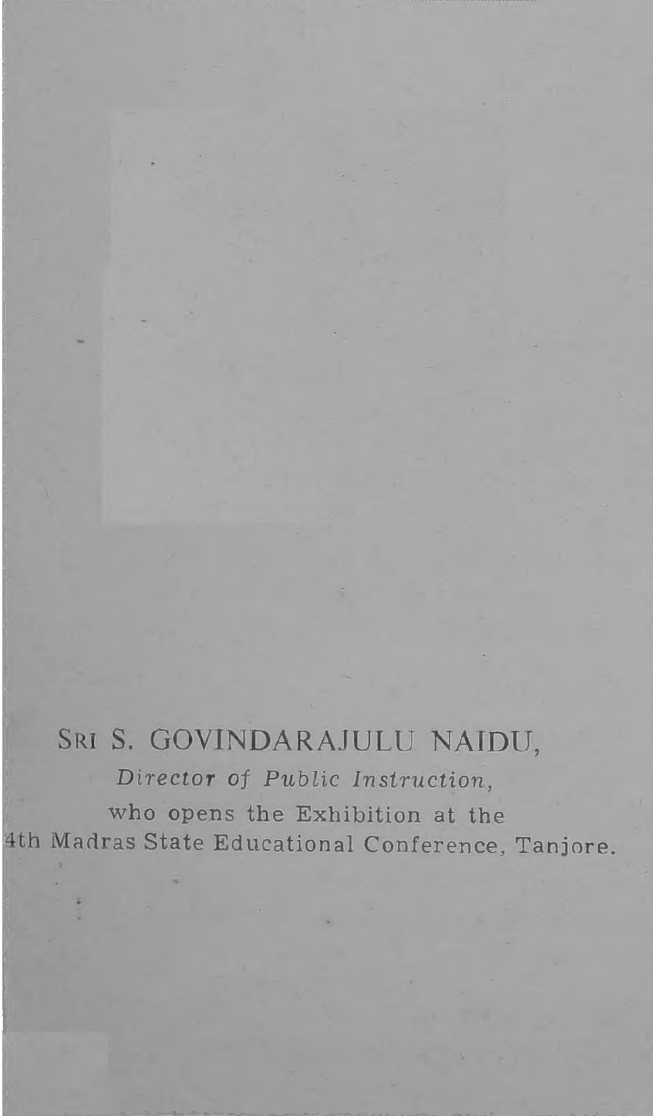 SRI S. GOVINDARAJULU NAIDU,
Director of Public Instruction,
who opens the Exhibition at the
4th Madras State Educational Conference, Tanjore.